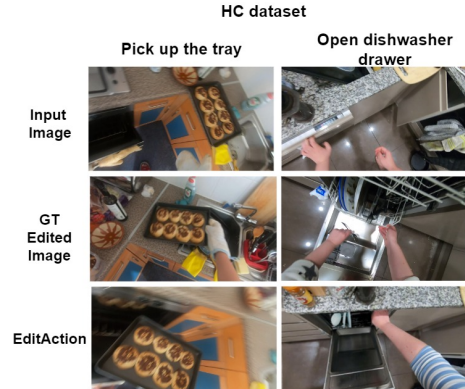 HC dataset
Pick up the tray
Open dishwasher
drawer
Input
Image
GT
Edited
Image
EditAction